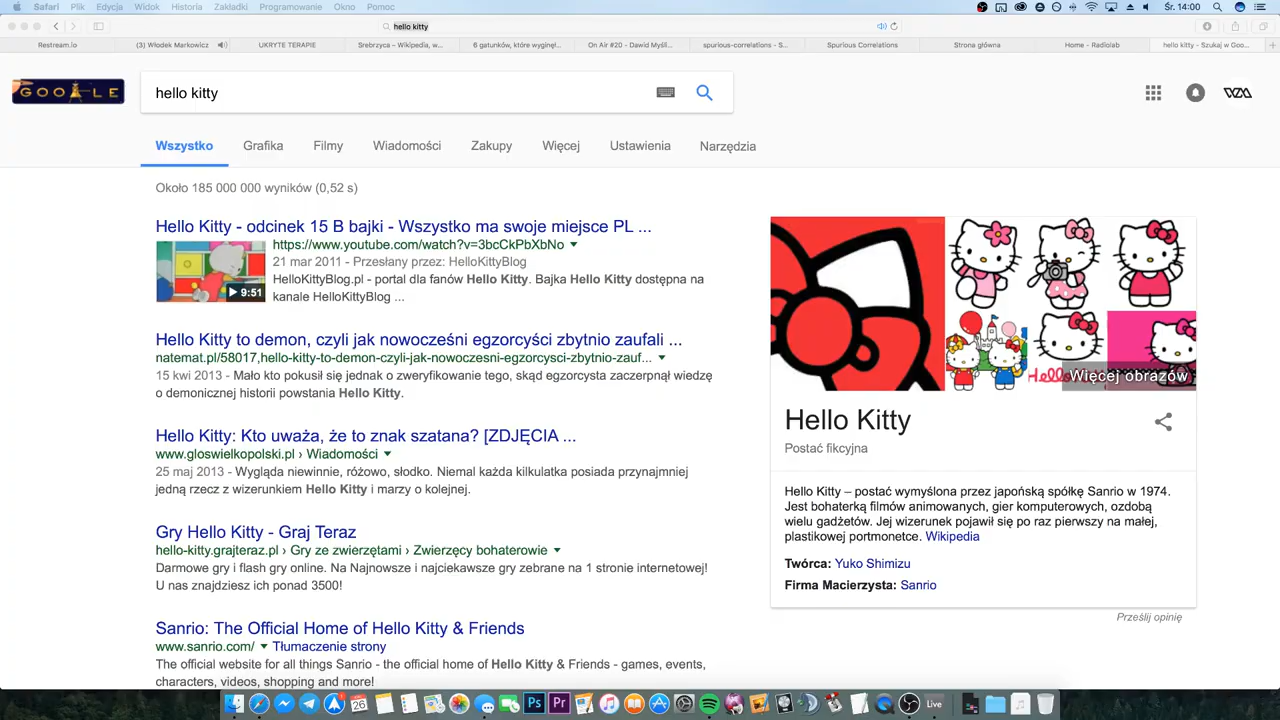 Safari Plik Edycja Widok Historia Zakładki Programowanie Okno Pomoc
Śr. 14:00
hello kitty
Restream.io
(3) Włodek Markowicz
UKRYTE TERAPIE
Srebrzyca – Wikipedia, w...
6 gatunków, które wyginęł...
On Air #20 - Dawid Myśli...
spurious-correlations - S...
Spurious Correlations
Strona główna
Home - Radiolab
hello kitty - Szukaj w Goo...
GOOGLE
hello kitty
Wszystko Grafika Filmy Wiadomości Zakupy Więcej Ustawienia Narzędzia
Około 185 000 000 wyników (0,52 s)
Hello Kitty - odcinek 15 B bajki - Wszystko ma swoje miejsce PL ...
https://www.youtube.com/watch?v=3bcCkPbXbNo
21 mar 2011 - Przesłany przez: HelloKittyBlog
HelloKittyBlog.pl - portal dla fanów Hello Kitty. Bajka Hello Kitty dostępna na
kanale HelloKittyBlog ...
9:51
Hello Kitty to demon, czyli jak nowocześni egzorcyści zbytnio zaufali ...
natemat.pl/58017,hello-kitty-to-demon-czyli-jak-nowoczesni-egzorcysci-zbytnio-zauf...
15 kwi 2013 - Mało kto pokusił się jednak o zweryfikowanie tego, skąd egzorcysta zaczerpnął wiedzę
o demonicznej historii powstania Hello Kitty.
Hello Kitty: Kto uważa, że to znak szatana? [ZDJĘCIA ...
www.gloswielkopolski.pl › Wiadomości
25 maj 2013 - Wygląda niewinnie, różowo, słodko. Niemal każda kilkulatka posiada przynajmniej
jedną rzecz z wizerunkiem Hello Kitty i marzy o kolejnej.
Gry Hello Kitty - Graj Teraz
hello-kitty.grajteraz.pl › Gry ze zwierzętami › Zwierzęcy bohaterowie
Darmowe gry i flash gry online. Na Najnowsze i najciekawsze gry zebrane na 1 stronie internetowej!
U nas znajdziesz ich ponad 3500!
Sanrio: The Official Home of Hello Kitty & Friends
www.sanrio.com/ Tłumaczenie strony
The official website for all things Sanrio - the official home of Hello Kitty & Friends - games, events,
characters, videos, shopping and more!
Więcej obrazów
Hello Kitty
Postać fikcyjna
Hello Kitty – postać wymyślona przez japońską spółkę Sanrio w 1974.
Jest bohaterką filmów animowanych, gier komputerowych, ozdobą
wielu gadżetów. Jej wizerunek pojawił się po raz pierwszy na małej,
plastikowej portmonetce. Wikipedia
Twórca: Yuko Shimizu
Firma Macierzysta: Sanrio
Prześlij opinię
26
Ps
Pr
Live